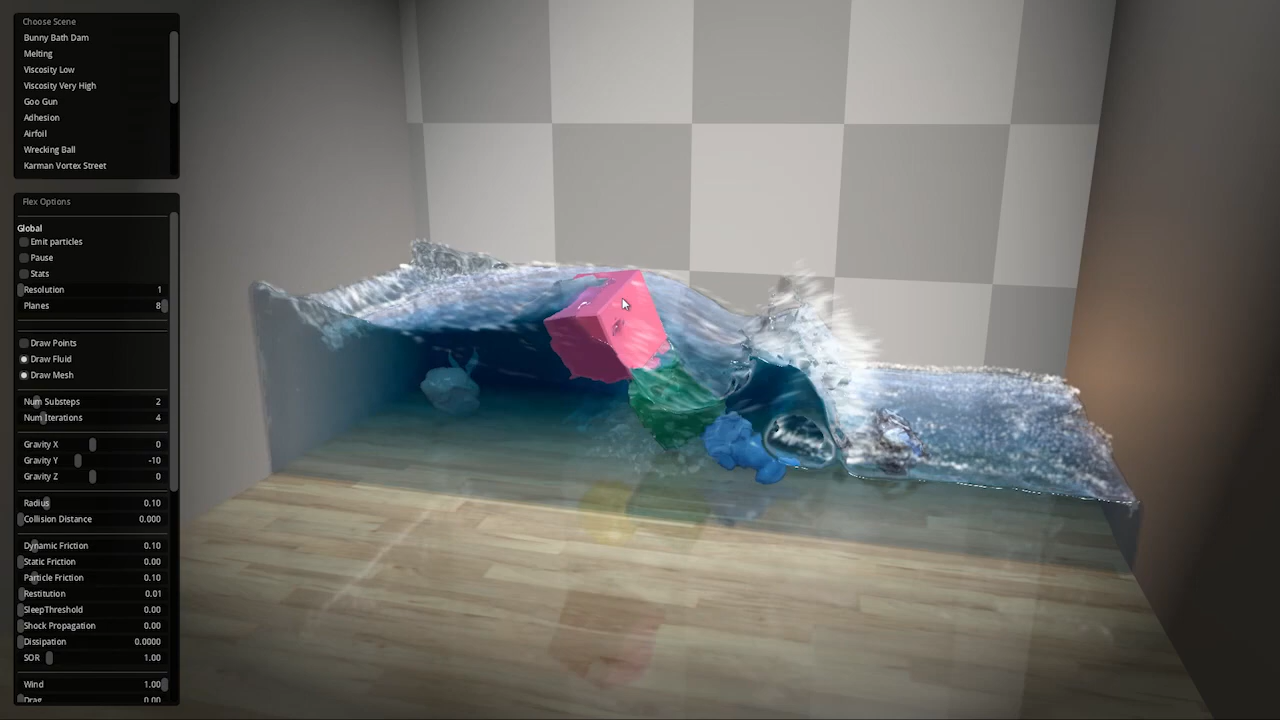 Choose Scene
Bunny Bath Dam
Melting
Viscosity Low
Viscosity Very High
Goo Gun
Adhesion
Airfoil
Wrecking Ball
Karman Vortex Street
Flex Options
Global
Emit particles
Pause
Stats
Resolution 1
Planes 8
Draw Points
Draw Fluid
Draw Mesh
Num Substeps 2
Num Iterations 4
Gravity X 0
Gravity Y -10
Gravity Z 0
Radius 0.10
Collision Distance 0.000
Dynamic Friction 0.10
Static Friction 0.00
Particle Friction 0.10
Restitution 0.01
SleepThreshold 0.00
Shock Propagation 0.00
Dissipation 0.0000
SOR 1.00
Wind 1.00
Drag 0.00